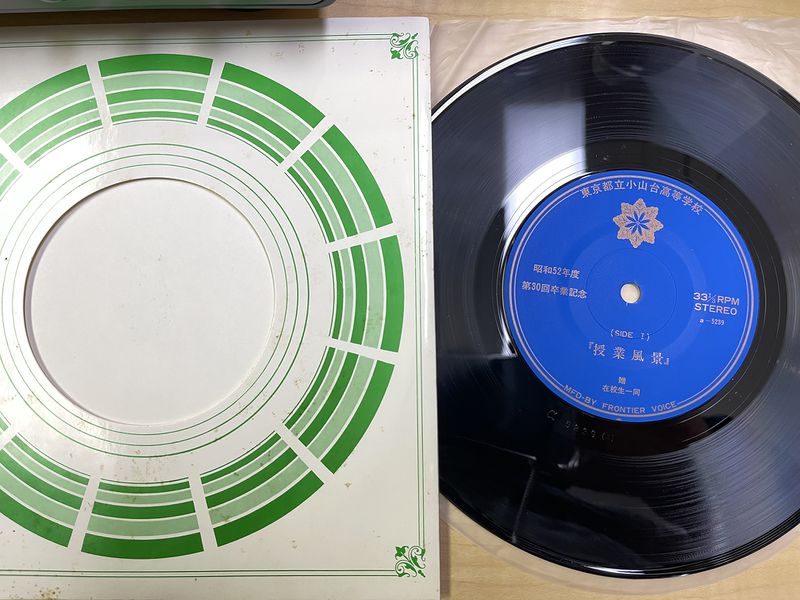 東京都立小山台高等学校
昭和52年度
第30回卒業記念
33⅓RPM
STEREO
a-5239
(SIDE I)
『授業風景』
贈
在校生一同
MFD-BY FRONTIER VOICE